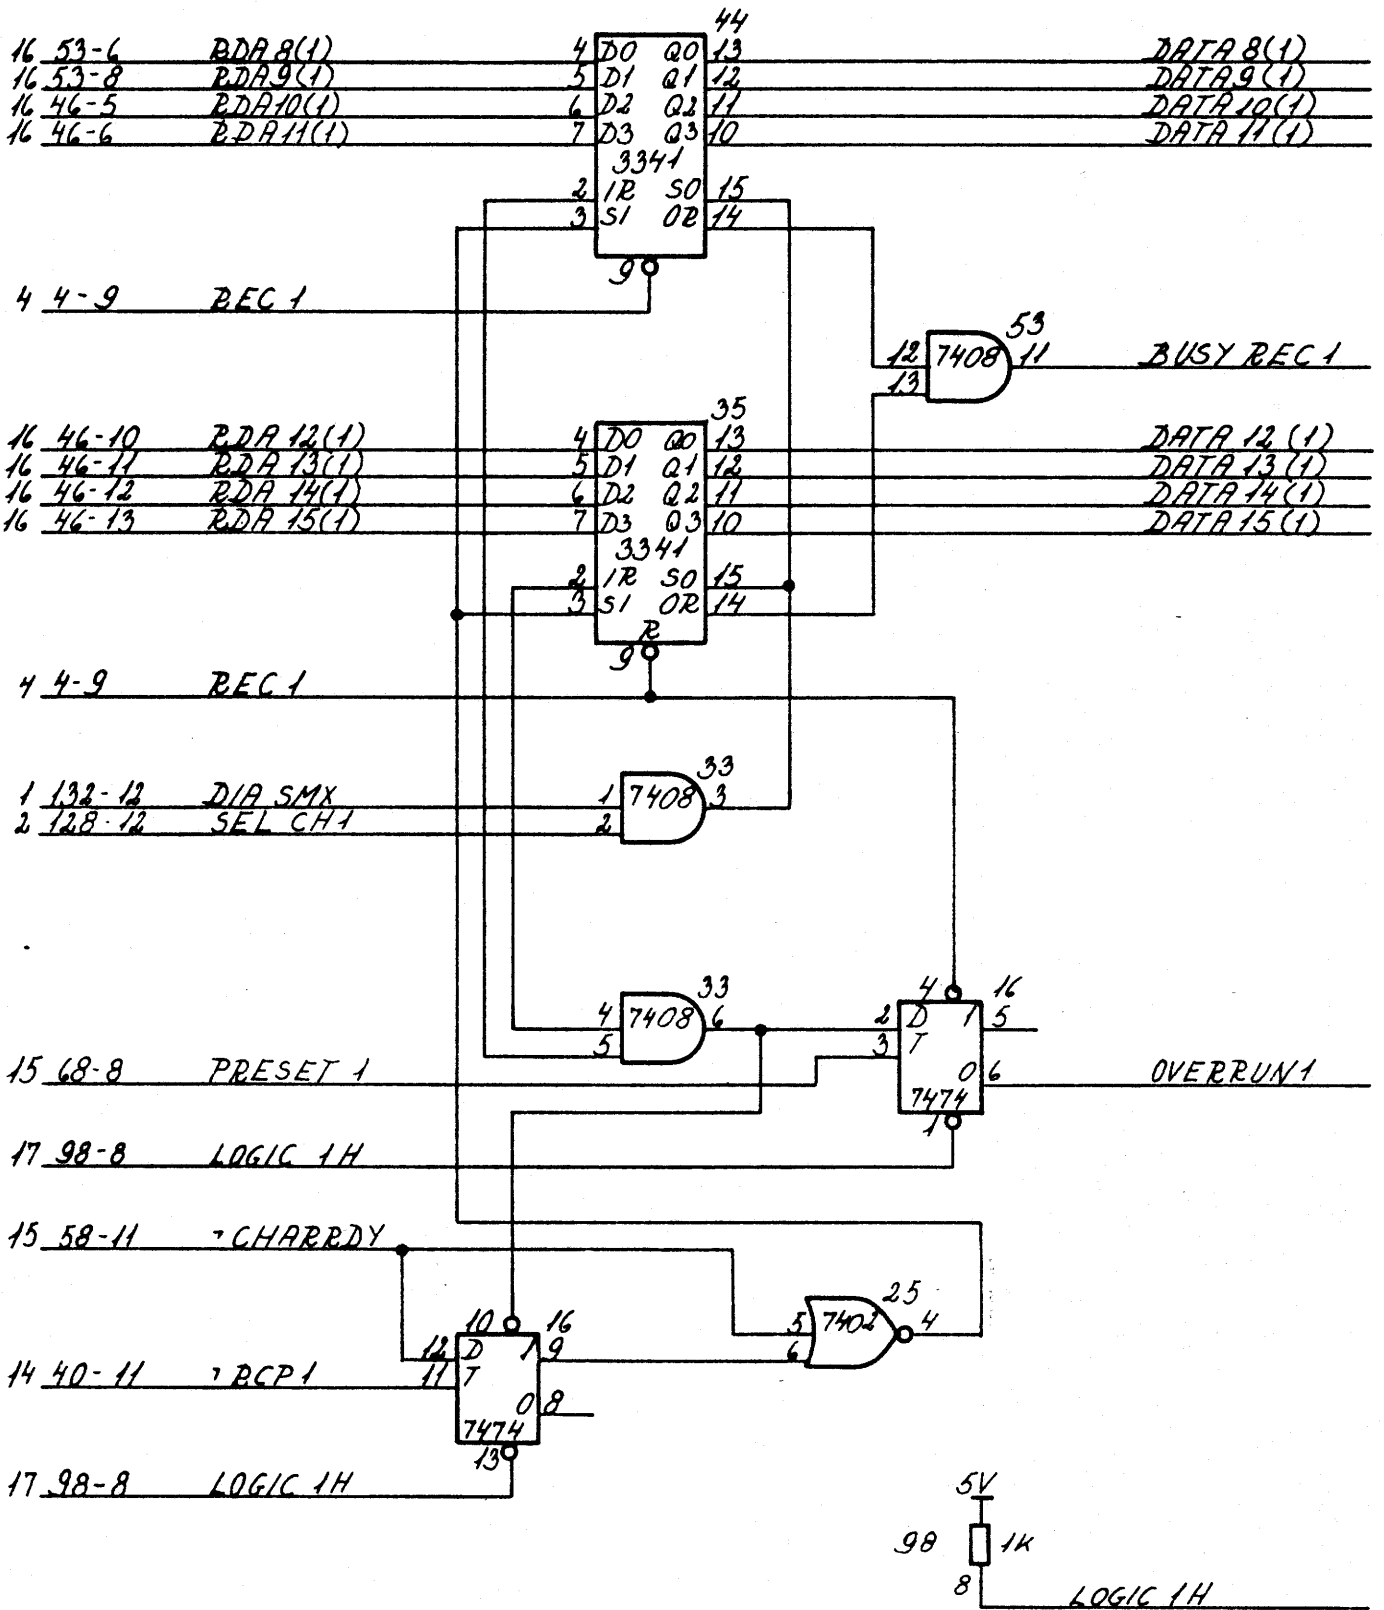 44
16 53-6 RDA 8(1) 4 D0 Q0 13 DATA 8(1)
16 53-8 RDA 9(1) 5 D1 Q1 12 DATA 9(1)
16 46-5 RDA 10(1) 6 D2 Q2 11 DATA 10(1)
16 46-6 RDA 11(1) 7 D3 Q3 10 DATA 11(1)
3341
2 IR SO 15
3 SI OR 14
9
4 4-9 REC 1
53
12 7408 11 BUSY REC 1
13
35
16 46-10 RDA 12(1) 4 D0 Q0 13 DATA 12(1)
16 46-11 RDA 13(1) 5 D1 Q1 12 DATA 13(1)
16 46-12 RDA 14(1) 6 D2 Q2 11 DATA 14(1)
16 46-13 RDA 15(1) 7 D3 Q3 10 DATA 15(1)
3341
2 IR SO 15
3 SI OR 14
R
9
4 4-9 REC 1
33
1 132-12 DIA SMX 1 7408 3
2 128-12 SEL CH1 2
33
4 7408 6
5
4 16
2 D 1 5
3 T
15 68-8 PRESET 1 0 6 OVERRUN 1
7474
1
17 98-8 LOGIC 1H
15 58-11 ¬CHARRDY
25
5 7402 4
6
10 16
12 D 1 9
14 40-11 ¬RCP 1 11 T
0 8
7474
13
17 98-8 LOGIC 1H
5V
98 1K
8 LOGIC 1H